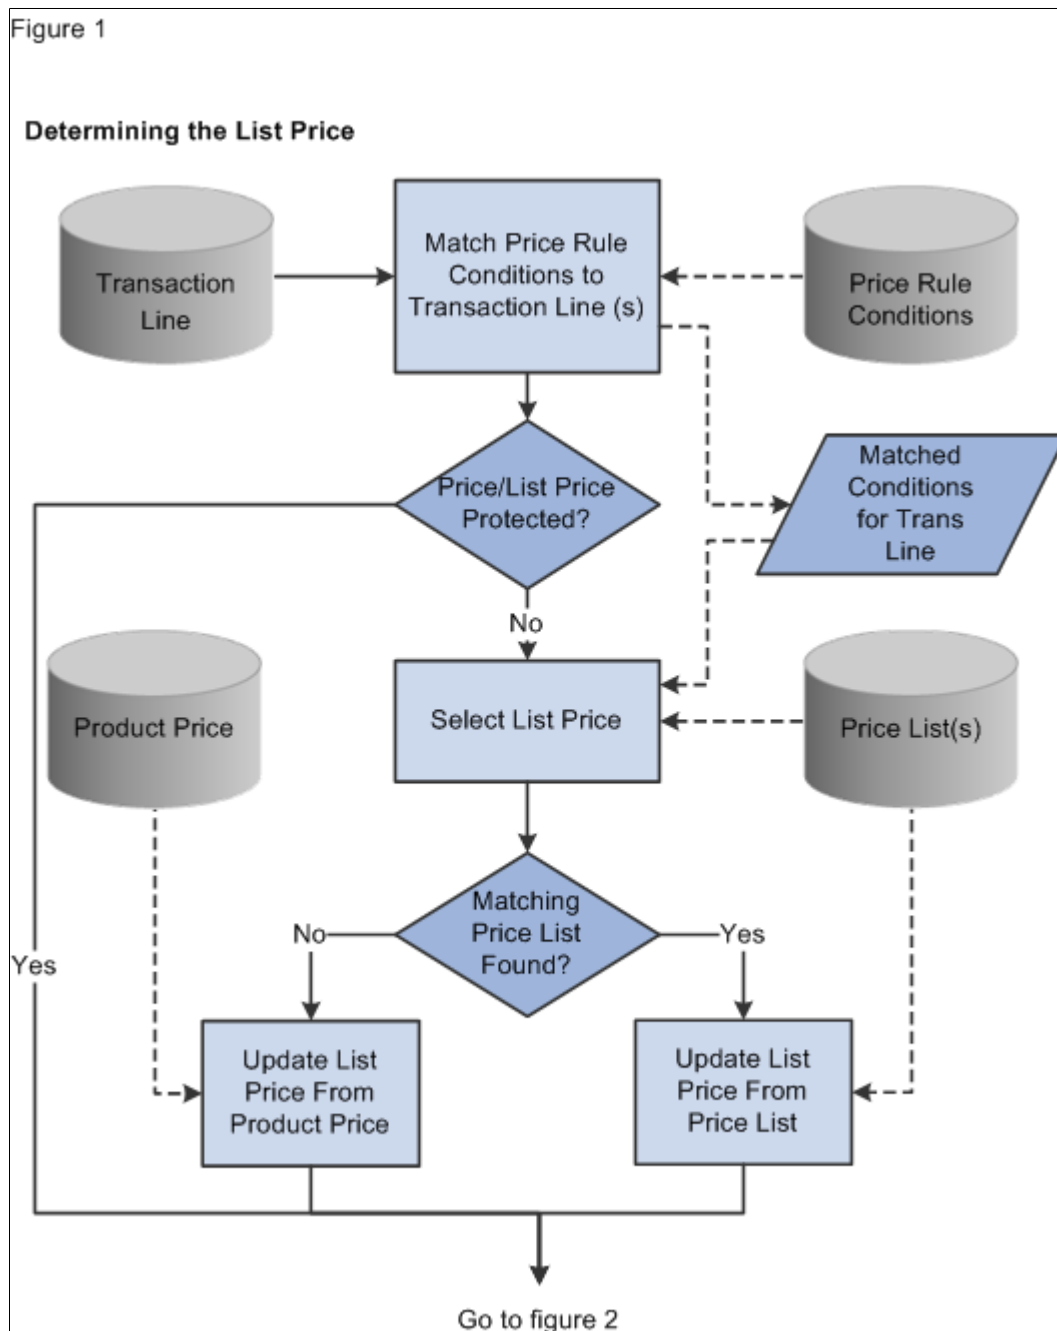 Figure 1
Determining the List Price
Transaction
Line
Match Price Rule
Conditions to
Transaction Line (s)
Price Rule
Conditions
Price/List Price
Protected?
Matched
Conditions
for Trans
Line
No
Product Price
Select List Price
Price List(s)
Matching
Price List
Found?
No
Yes
Yes
Update List
Price From
Product Price
Update List
Price From
Price List
Go to figure 2